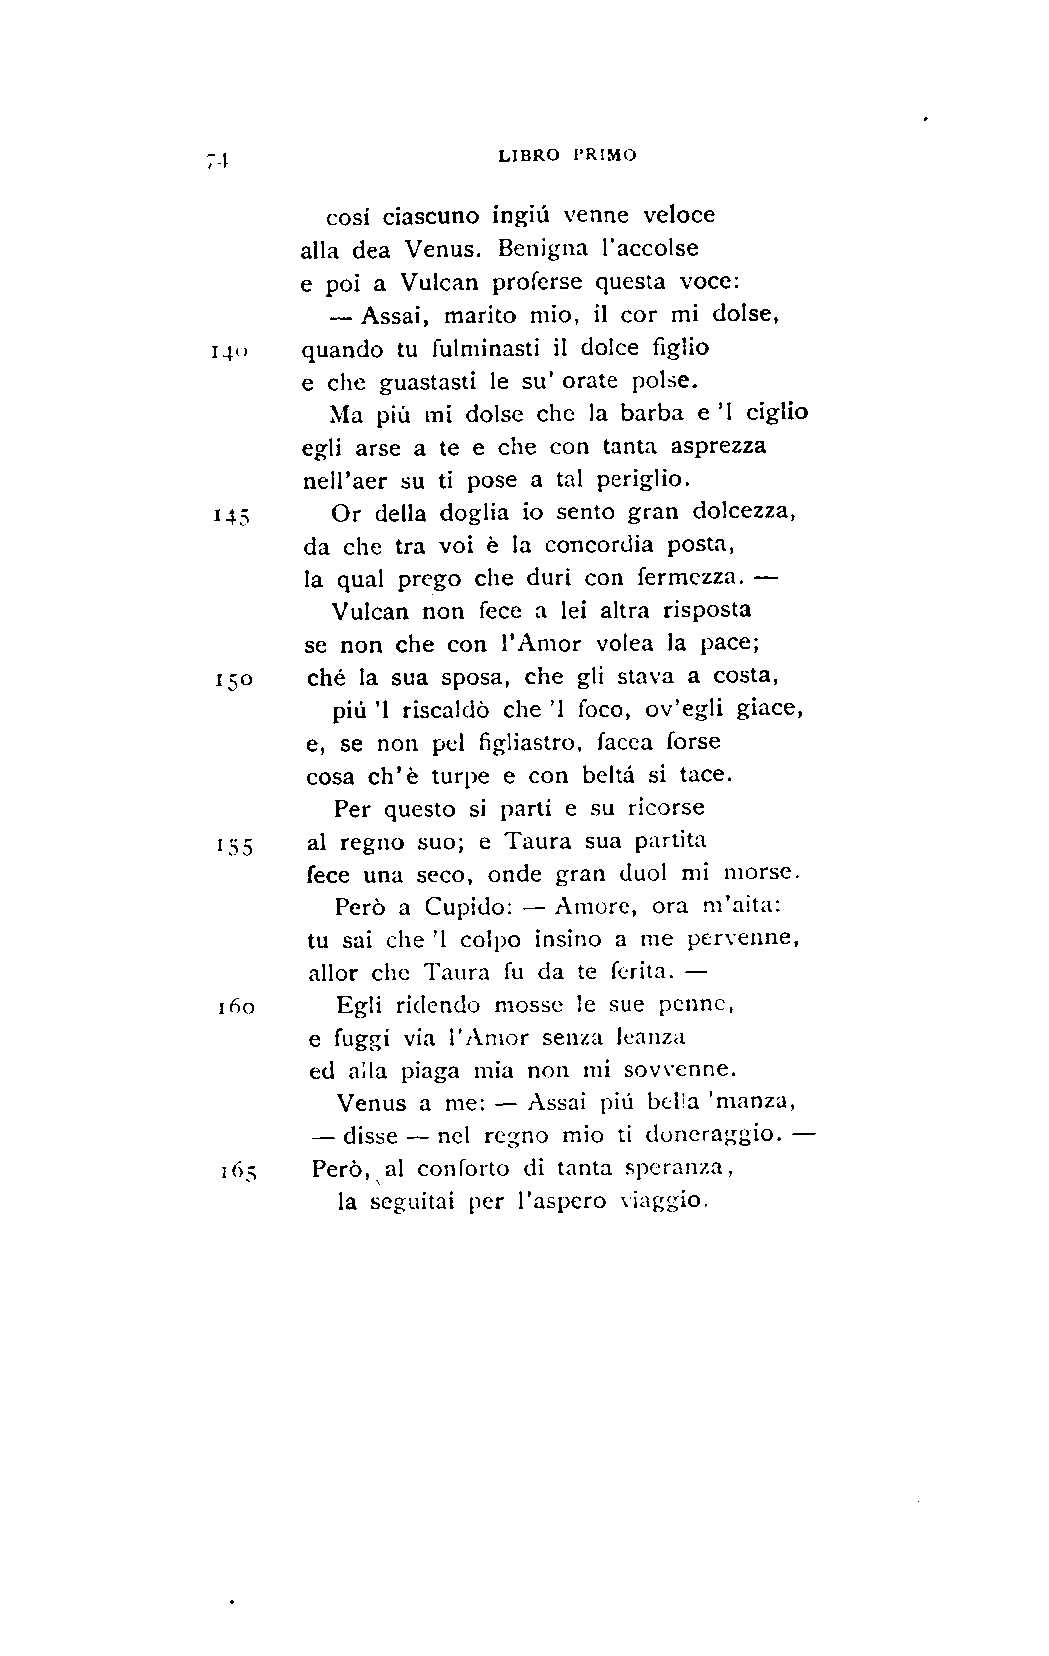 74 LIBRO PRIMO
cosí ciascuno ingiú venne veloce
alla dea Venus. Benigna l'accolse
e poi a Vulcan proferse questa voce:
— Assai, marito mio, il cor mi dolse,
140 quando tu fulminasti il dolce figlio
e che guastasti le su' orate polse.
Ma piú mi dolse che la barba e 'l ciglio
egli arse a te e che con tanta asprezza
nell'aer su ti pose a tal periglio.
145 Or della doglia io sento gran dolcezza,
da che tra voi è la concordia posta,
la qual prego che duri con fermezza. —
Vulcan non fece a lei altra risposta
se non che con l'Amor volea la pace;
150 ché la sua sposa, che gli stava a costa,
piú 'l riscaldò che 'l foco, ov'egli giace,
e, se non pel figliastro, facea forse
cosa ch'è turpe e con beltá si tace.
Per questo si parti e su ricorse
155 al regno suo; e Taura sua partita
fece una seco, onde gran duol mi morse.
Però a Cupido: — Amore, ora m'aita:
tu sai che 'l colpo insino a me pervenne,
allor che Taura fu da te ferita. —
160 Egli ridendo mosse le sue penne,
e fuggi via l'Amor senza leanza
ed alla piaga mia non mi sovvenne.
Venus a me: — Assai piú bella 'manza,
— disse — nel regno mio ti doneraggio. —
165 Però, al conforto di tanta speranza,
la seguitai per l'aspero viaggio.